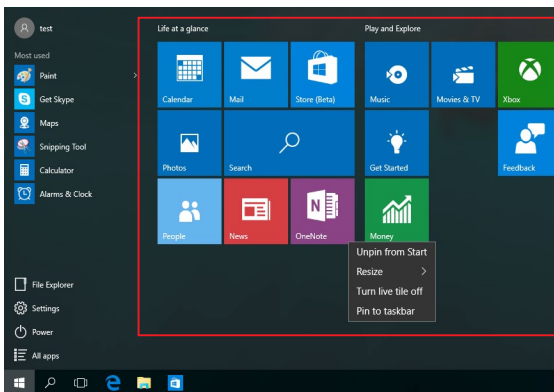 test
Most used
Paint
Get Skype
Maps
Snipping Tool
Calculator
Alarms & Clock
File Explorer
Settings
Power
All apps
Life at a glance
Calendar
Mail
Store (Beta)
Photos
Search
People
News
OneNote
Play and Explore
Music
Movies & TV
Xbox
Get Started
Feedback
Money
Unpin from Start
Resize
Turn live tile off
Pin to taskbar